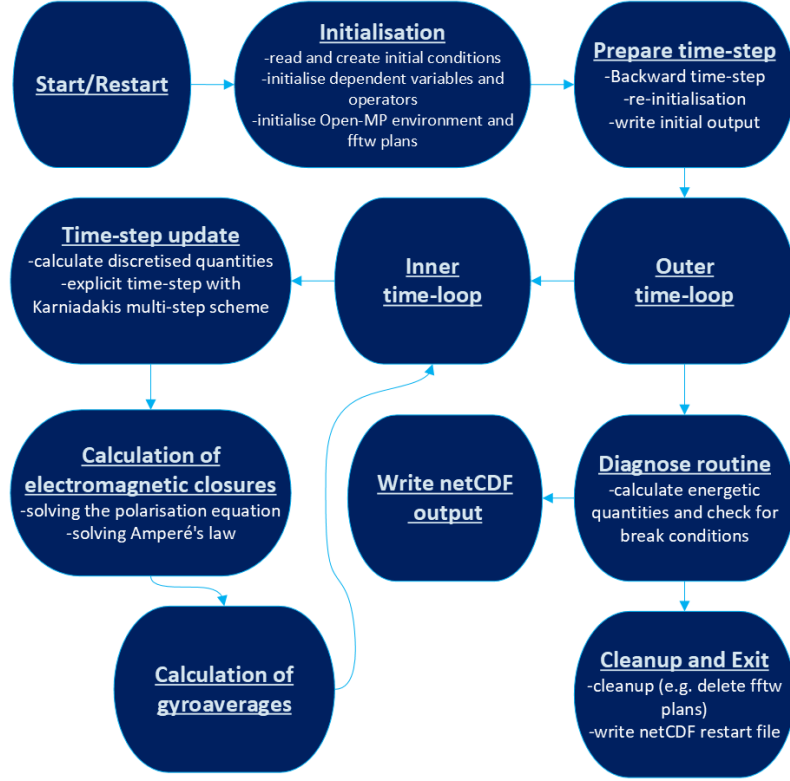 Start/Restart
Initialisation
-read and create initial conditions
-initialise dependent variables and
operators
-initialise Open-MP environment and
fftw plans
Prepare time-step
-Backward time-step
-re-initialisation
-write initial output
Time-step update
-calculate discretised quantities
-explicit time-step with
Karniadakis multi-step scheme
Inner
time-loop
Outer
time-loop
Calculation of
electromagnetic closures
-solving the polarisation equation
-solving Amperé's law
Write netCDF
output
Diagnose routine
-calculate energetic
quantities and check for
break conditions
Calculation of
gyroaverages
Cleanup and Exit
-cleanup (e.g. delete fftw
plans)
-write netCDF restart file